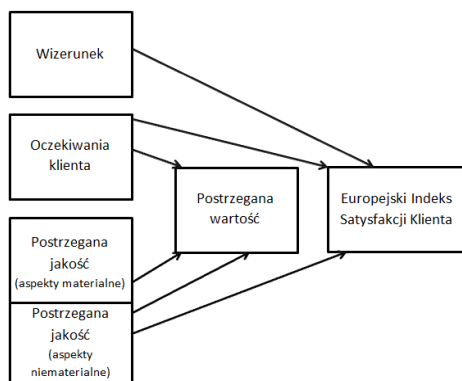 Wizerunek
Oczekiwania
klienta
Postrzegana
jakość
(aspekty materialne)
Postrzegana
jakość
(aspekty
niematerialne)
Postrzegana
wartość
Europejski Indeks
Satysfakcji Klienta